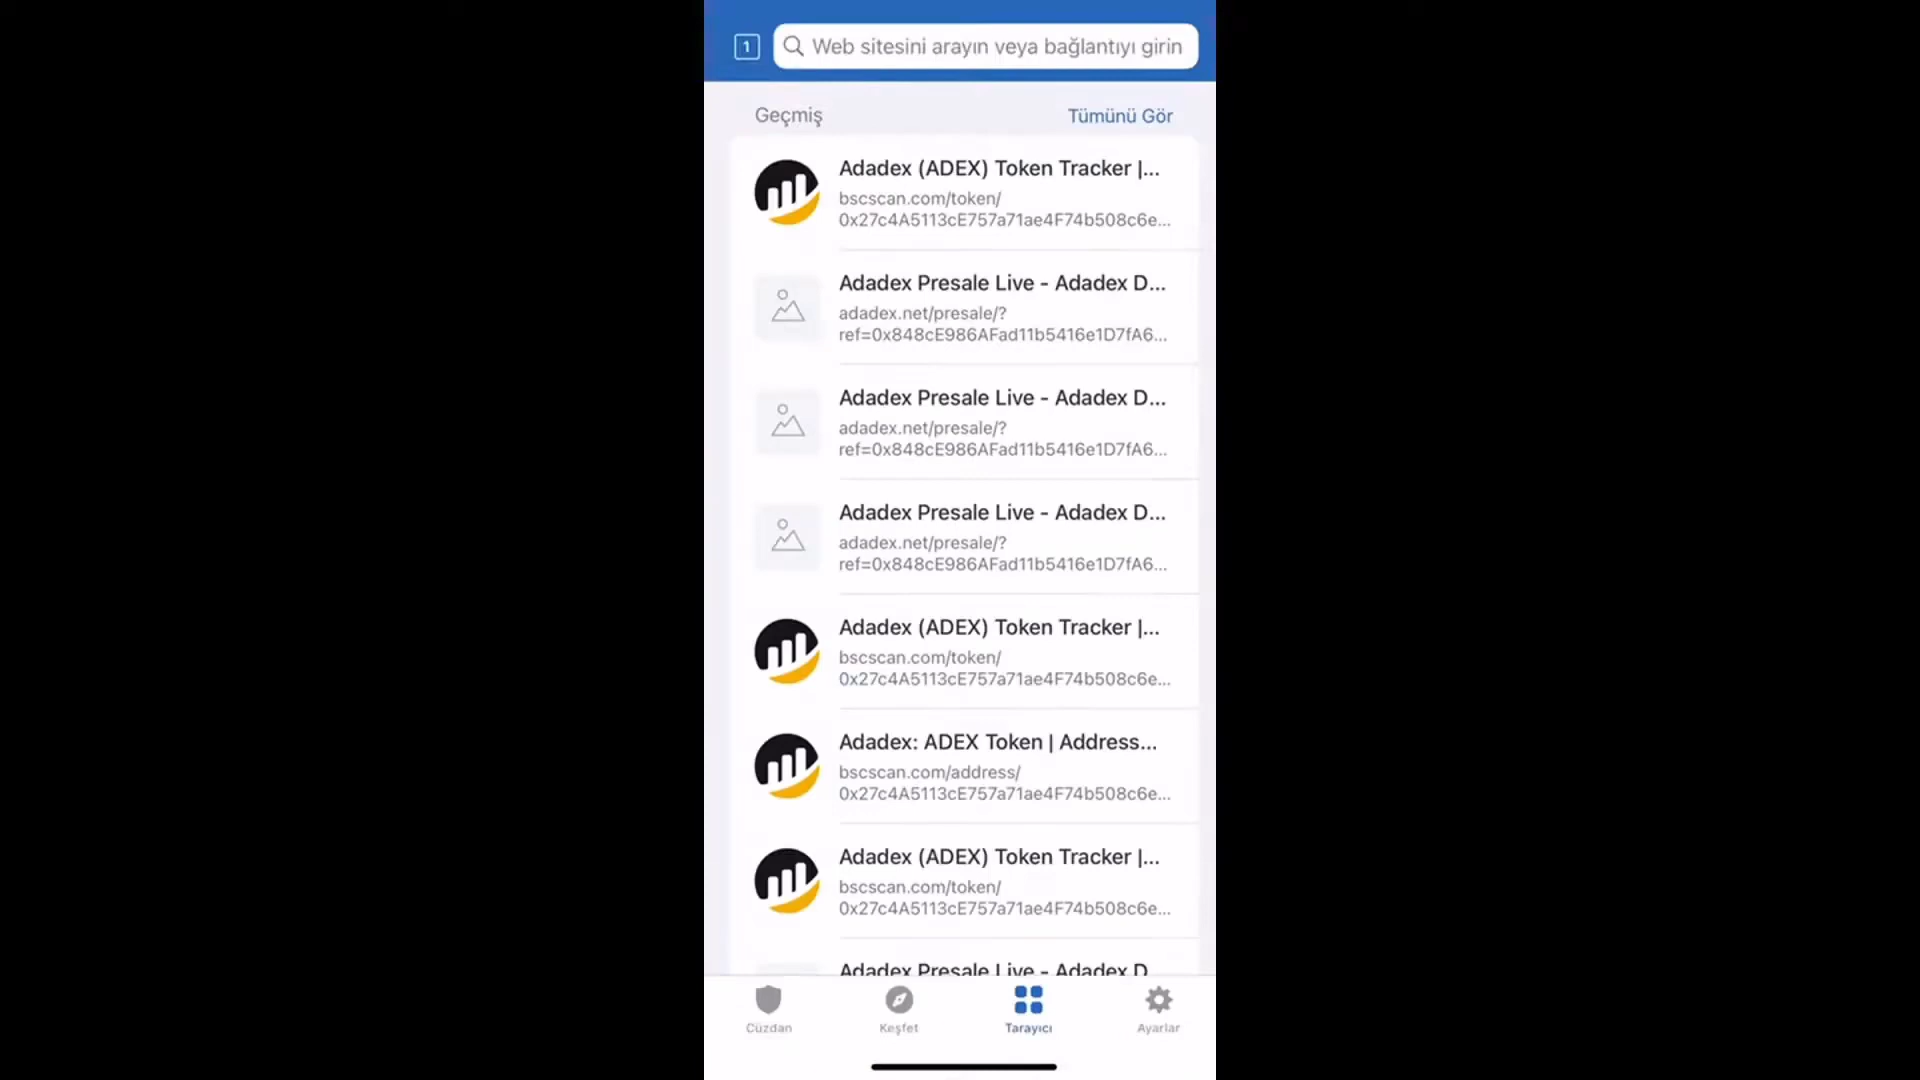 1
Web sitesini arayın veya bağlantıyı girin
Geçmiş
Tümünü Gör
Adadex (ADEX) Token Tracker |...
bscscan.com/token/
0x27c4A5113cE757a71ae4F74b508c6e...
Adadex Presale Live - Adadex D...
adadex.net/presale/?
ref=0x848cE986AFad11b5416e1D7fA6...
Adadex Presale Live - Adadex D...
adadex.net/presale/?
ref=0x848cE986AFad11b5416e1D7fA6...
Adadex Presale Live - Adadex D...
adadex.net/presale/?
ref=0x848cE986AFad11b5416e1D7fA6...
Adadex (ADEX) Token Tracker |...
bscscan.com/token/
0x27c4A5113cE757a71ae4F74b508c6e...
Adadex: ADEX Token | Address...
bscscan.com/address/
0x27c4A5113cE757a71ae4F74b508c6e...
Adadex (ADEX) Token Tracker |...
bscscan.com/token/
0x27c4A5113cE757a71ae4F74b508c6e...
Adadex Presale Live - Adadex D
Cüzdan
Keşfet
Tarayıcı
Ayarlar